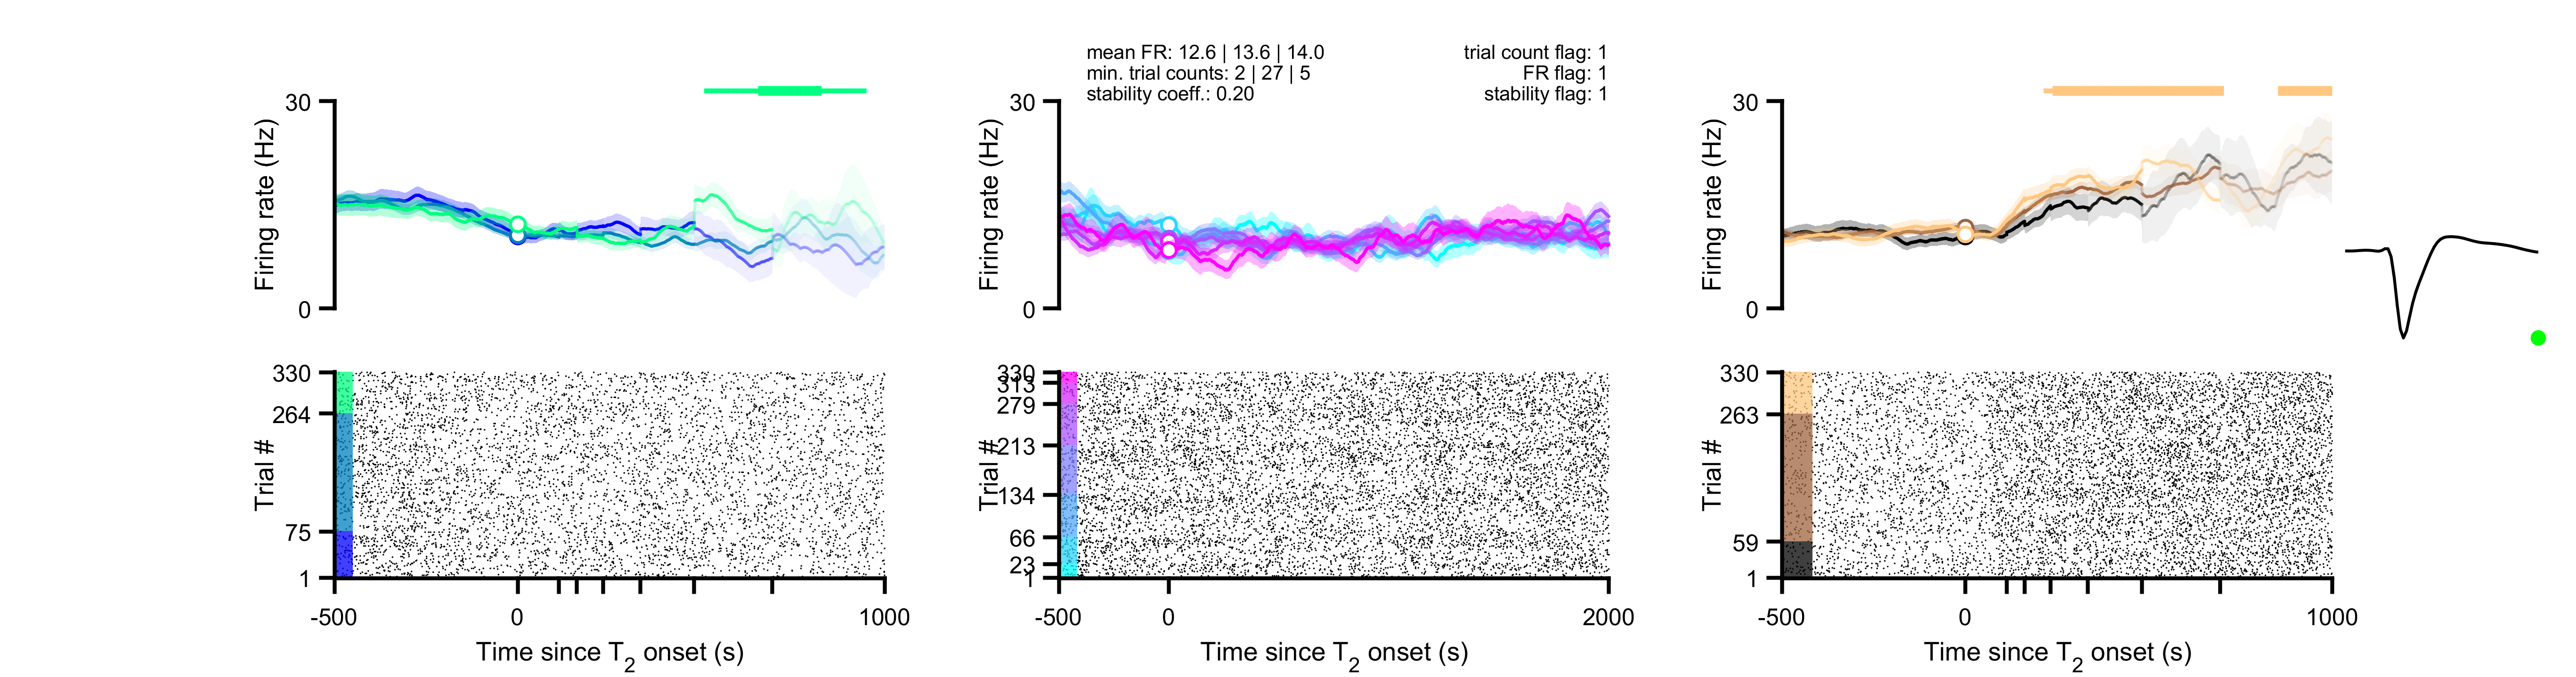 mean FR: 12.6 | 13.6 | 14.0
min. trial counts: 2 | 27 | 5
stability coeff.: 0.20
trial count flag: 1
FR flag: 1
stability flag: 1
30
0
Firing rate (Hz)
30
0
Firing rate (Hz)
30
0
Firing rate (Hz)
330
264
75
1
Trial #
-500
0
1000
Time since T2 onset (s)
330
313
279
213
134
66
23
1
Trial #
-500
0
2000
Time since T2 onset (s)
330
263
59
1
Trial #
-500
0
1000
Time since T2 onset (s)